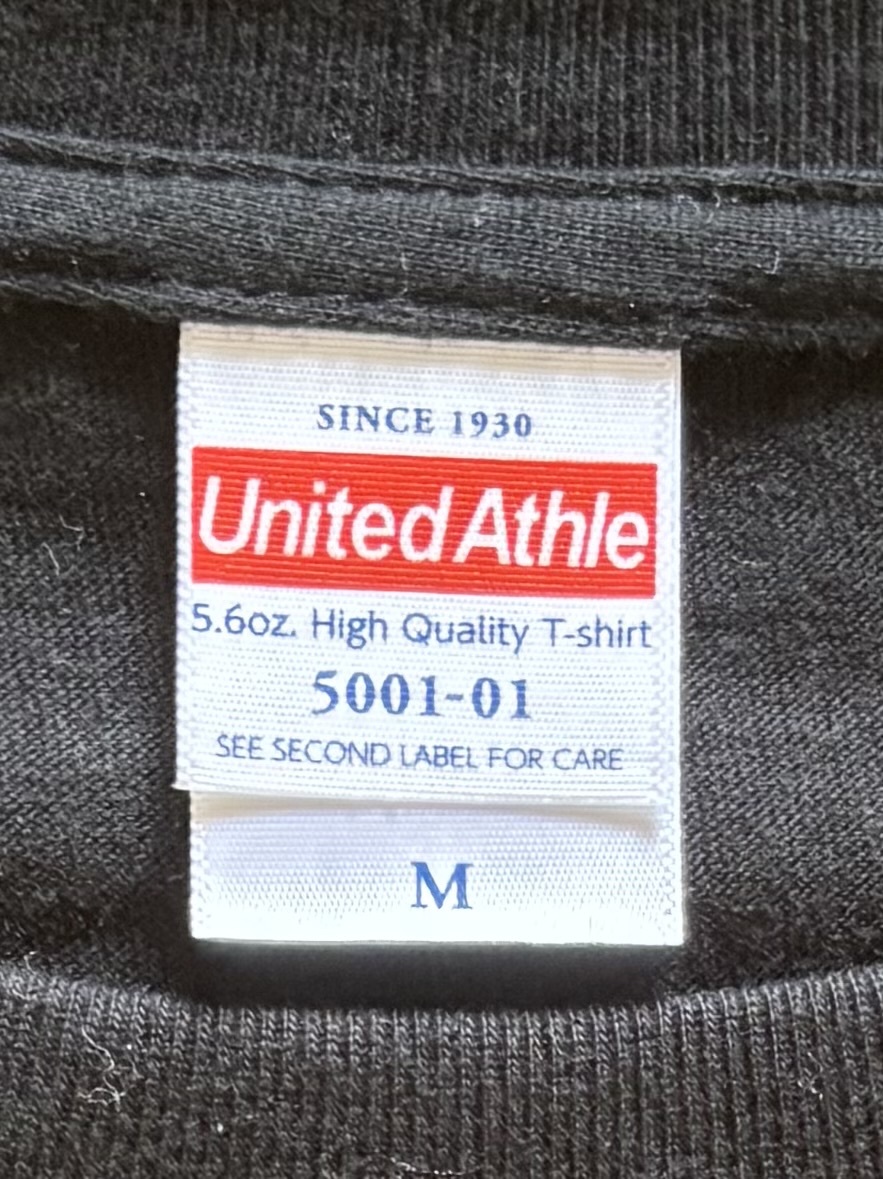 SINCE 1930
United Athle
5.6oz. High Quality T-shirt
5001-01
SEE SECOND LABEL FOR CARE
M